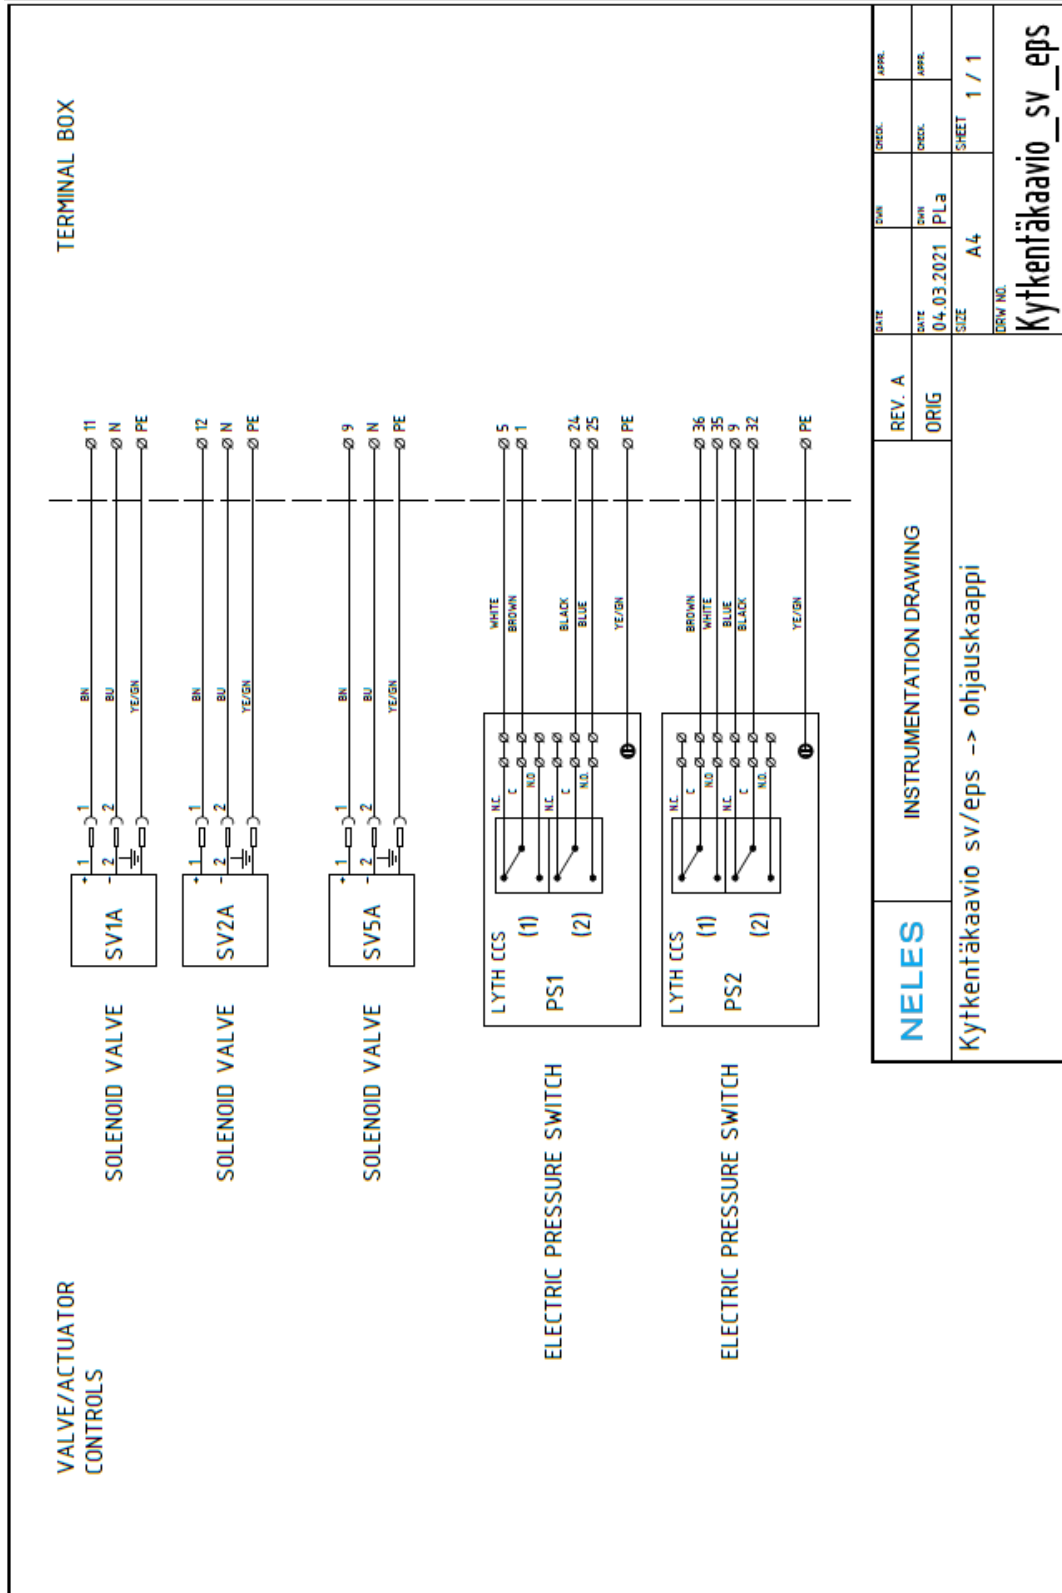 VALVE/ACTUATOR
CONTROLS
TERMINAL BOX
SOLENOID VALVE
SV1A
+ 1 1 BN 11
- 2 2 BU N
YE/GN PE
SOLENOID VALVE
SV2A
+ 1 1 BN 12
- 2 2 BU N
YE/GN PE
SOLENOID VALVE
SV5A
+ 1 1 BN 9
- 2 2 BU N
YE/GN PE
ELECTRIC PRESSURE SWITCH
LYTH CCS
PS1
(1)
(2)
N.C. WHITE 5
C BROWN 1
N.O
N.C.
C BLACK 24
N.O. BLUE 25
YE/GN PE
ELECTRIC PRESSURE SWITCH
LYTH CCS
PS2
(1)
(2)
N.C.
C BROWN 36
N.O WHITE 35
N.C. BLUE 9
C BLACK 32
N.O.
YE/GN PE
NELES
INSTRUMENTATION DRAWING
REV. A
DATE
DWN
CHECK.
APPR.
ORIG
DATE
04.03.2021
DWN
PLa
CHECK.
APPR.
Kytkentäkaavio sv/eps -> ohjauskaappi
SIZE
A4
SHEET
1 / 1
DRW NO.
Kytkentäkaavio_sv_eps